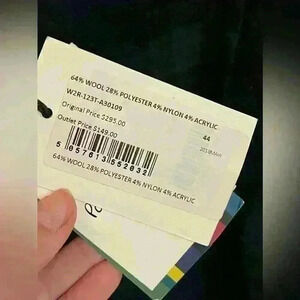 64% WOOL 28% POLYESTER 4% NYLON 4% ACRYLIC
W2R-123T-A30109
Original Price $295.00
44
Outlet Price $149.00
5 057613 552032
64% WOOL 28% POLYESTER 4% NYLON 4% ACRYLIC